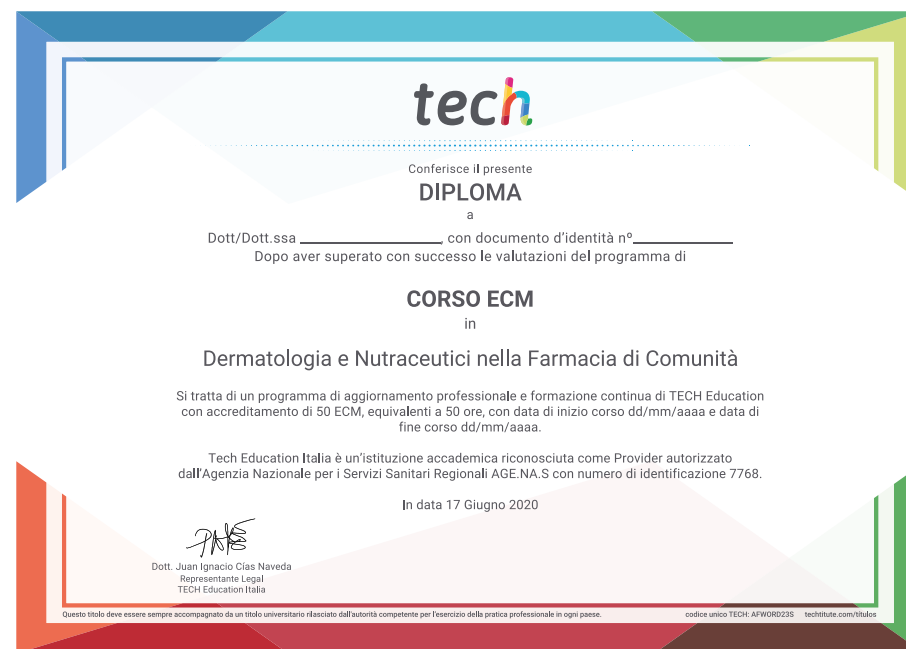 tech
Conferisce il presente
DIPLOMA
a
Dott/Dott.ssa ________________, con documento d'identità nº____________
Dopo aver superato con successo le valutazioni del programma di
CORSO ECM
in
Dermatologia e Nutraceutici nella Farmacia di Comunità
Si tratta di un programma di aggiornamento professionale e formazione continua di TECH Education
con accreditamento di 50 ECM, equivalenti a 50 ore, con data di inizio corso dd/mm/aaaa e data di
fine corso dd/mm/aaaa.
Tech Education Italia è un'istituzione accademica riconosciuta come Provider autorizzato
dall'Agenzia Nazionale per i Servizi Sanitari Regionali AGE.NA.S con numero di identificazione 7768.
In data 17 Giugno 2020
Dott. Juan Ignacio Cías Naveda
Representante Legal
TECH Education Italia
Questo titolo deve essere sempre accompagnato da un titolo universitario rilasciato dall'autorità competente per l'esercizio della pratica professionale in ogni paese. codice unico TECH: AFWORD23S techtitute.com/titulos